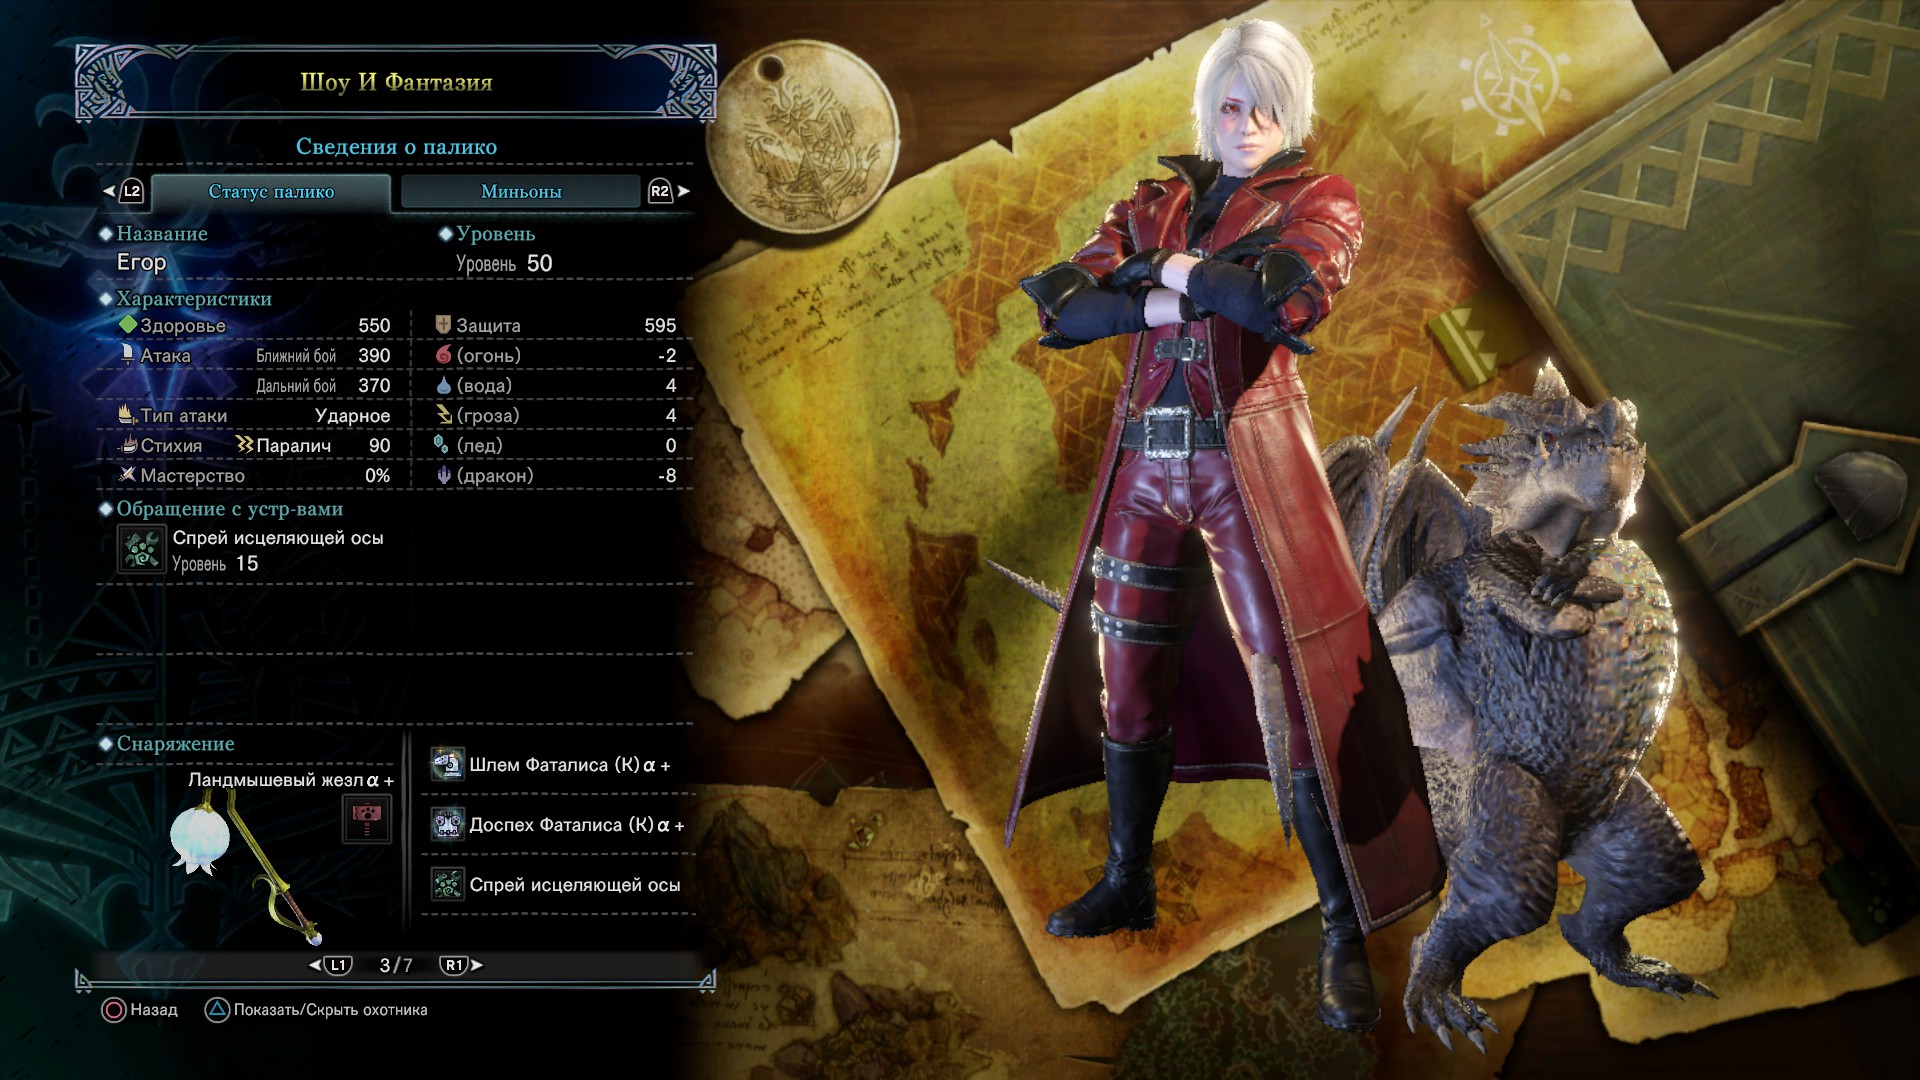 Шоу И Фантазия
Сведения о палико
L2 Статус палико Миньоны R2
Название Уровень
Егор Уровень 50
Характеристики
Здоровье 550 Защита 595
Атака Ближний бой 390 (огонь) -2
Дальний бой 370 (вода) 4
Тип атаки Ударное (гроза) 4
Стихия Паралич 90 (лед) 0
Мастерство 0% (дракон) -8
Обращение с устр-вами
Спрей исцеляющей осы
Уровень 15
Снаряжение
Ландмышевый жезл α +
Шлем Фаталиса (К) α +
Доспех Фаталиса (К) α +
Спрей исцеляющей осы
L1 3/7 R1
Назад Показать/Скрыть охотника